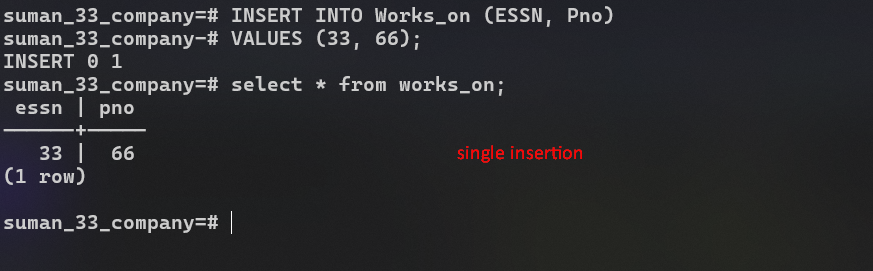 suman_33_company=# INSERT INTO Works_on (ESSN, Pno)
suman_33_company-# VALUES (33, 66);
INSERT 0 1
suman_33_company=# select * from works_on;
 essn | pno
------+-----
   33 |  66
single insertion
(1 row)
suman_33_company=#